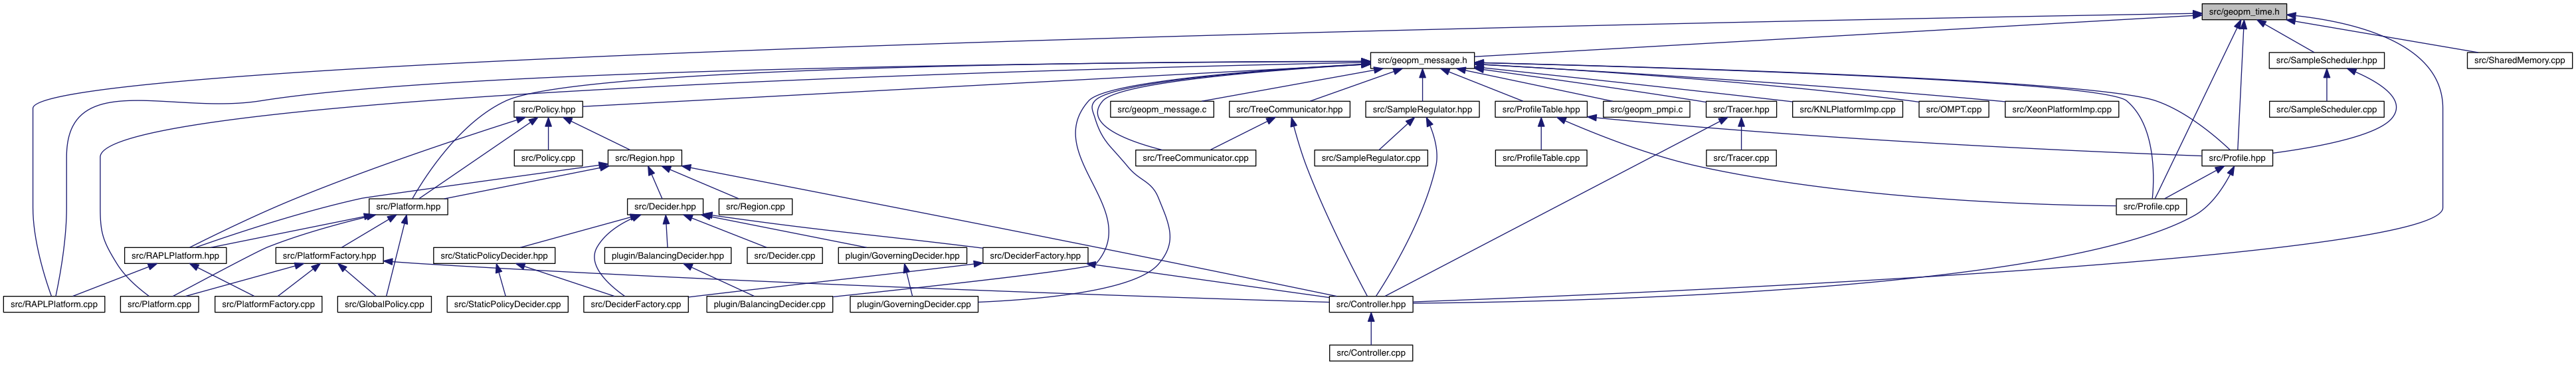 src/geopm_time.h
src/geopm_message.h
src/SampleScheduler.hpp
src/SharedMemory.cpp
src/Policy.hpp
src/geopm_message.c
src/TreeCommunicator.hpp
src/SampleRegulator.hpp
src/ProfileTable.hpp
src/geopm_pmpi.c
src/Tracer.hpp
src/KNLPlatformImp.cpp
src/OMPT.cpp
src/XeonPlatformImp.cpp
src/SampleScheduler.cpp
src/Policy.cpp
src/Region.hpp
src/TreeCommunicator.cpp
src/SampleRegulator.cpp
src/ProfileTable.cpp
src/Tracer.cpp
src/Profile.hpp
src/Platform.hpp
src/Decider.hpp
src/Region.cpp
src/Profile.cpp
src/RAPLPlatform.hpp
src/PlatformFactory.hpp
src/StaticPolicyDecider.hpp
plugin/BalancingDecider.hpp
src/Decider.cpp
plugin/GoverningDecider.hpp
src/DeciderFactory.hpp
src/RAPLPlatform.cpp
src/Platform.cpp
src/PlatformFactory.cpp
src/GlobalPolicy.cpp
src/StaticPolicyDecider.cpp
src/DeciderFactory.cpp
plugin/BalancingDecider.cpp
plugin/GoverningDecider.cpp
src/Controller.hpp
src/Controller.cpp